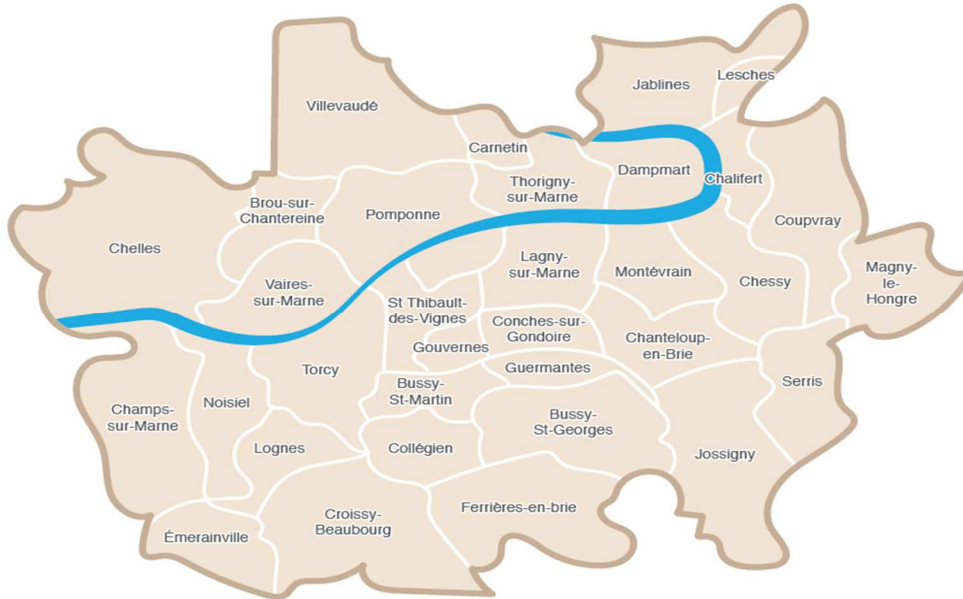 Lesches
Jablines
Villevaudé
Carnetin
Dampmart
Thorigny-
sur-Marne
Chalifert
Brou-sur-
Chantereine
Pomponne
Coupvray
Chelles
Lagny-
sur-Marne
Montévrain
Chessy
Magny-
le-
Hongre
Vaires-
sur-Marne
St Thibault-
des-Vignes
Conches-sur-
Gondoire
Chanteloup-
en-Brie
Gouvernes
Guermantes
Torcy
Serris
Bussy-
St-Martin
Noisiel
Champs-
sur-Marne
Bussy-
St-Georges
Lognes
Collégien
Jossigny
Ferrières-en-brie
Croissy-
Beaubourg
Émerainville